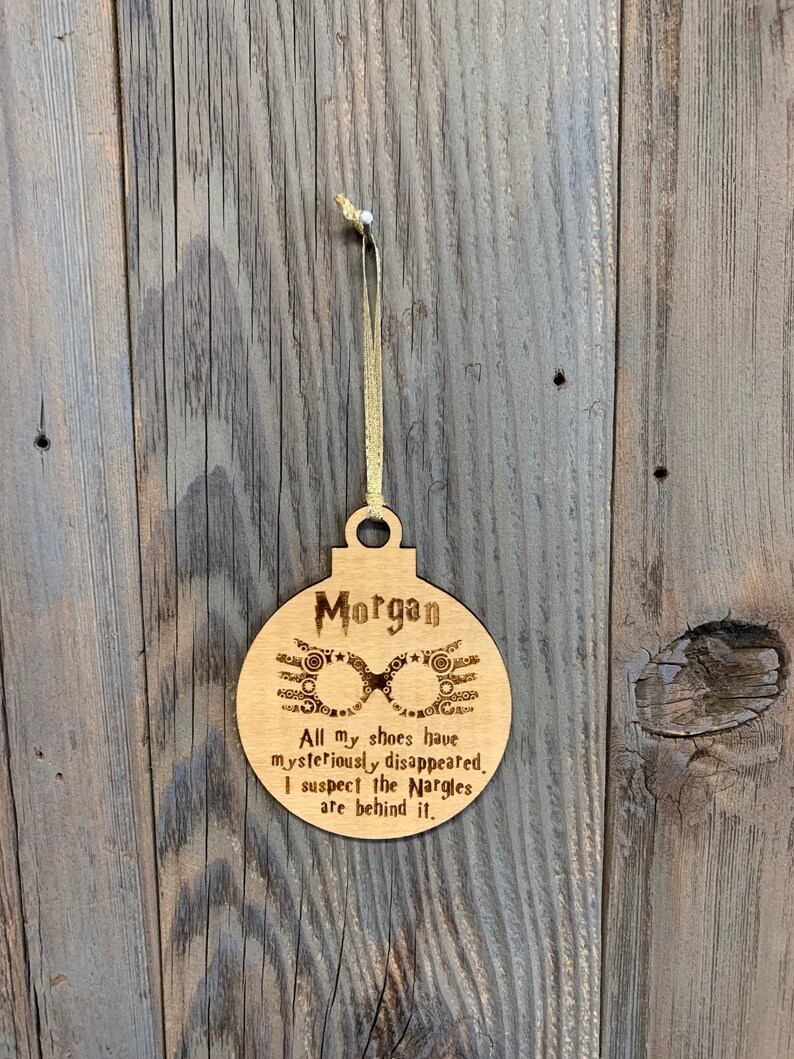 Morgan
All my shoes have
mysteriously disappeared.
I suspect the Nargles
are behind it.